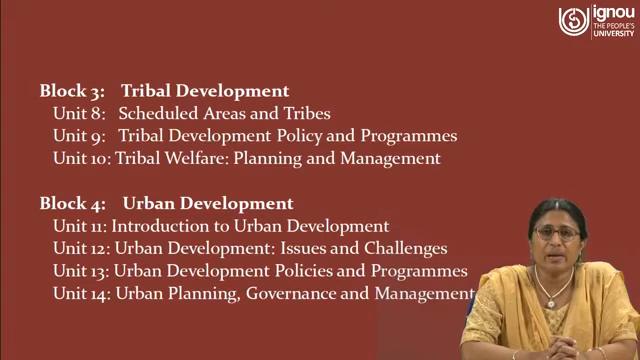 ignou
THE PEOPLE'S
UNIVERSITY
Block 3: Tribal Development
Unit 8: Scheduled Areas and Tribes
Unit 9: Tribal Development Policy and Programmes
Unit 10: Tribal Welfare: Planning and Management
Block 4: Urban Development
Unit 11: Introduction to Urban Development
Unit 12: Urban Development: Issues and Challenges
Unit 13: Urban Development Policies and Programmes
Unit 14: Urban Planning, Governance and Management